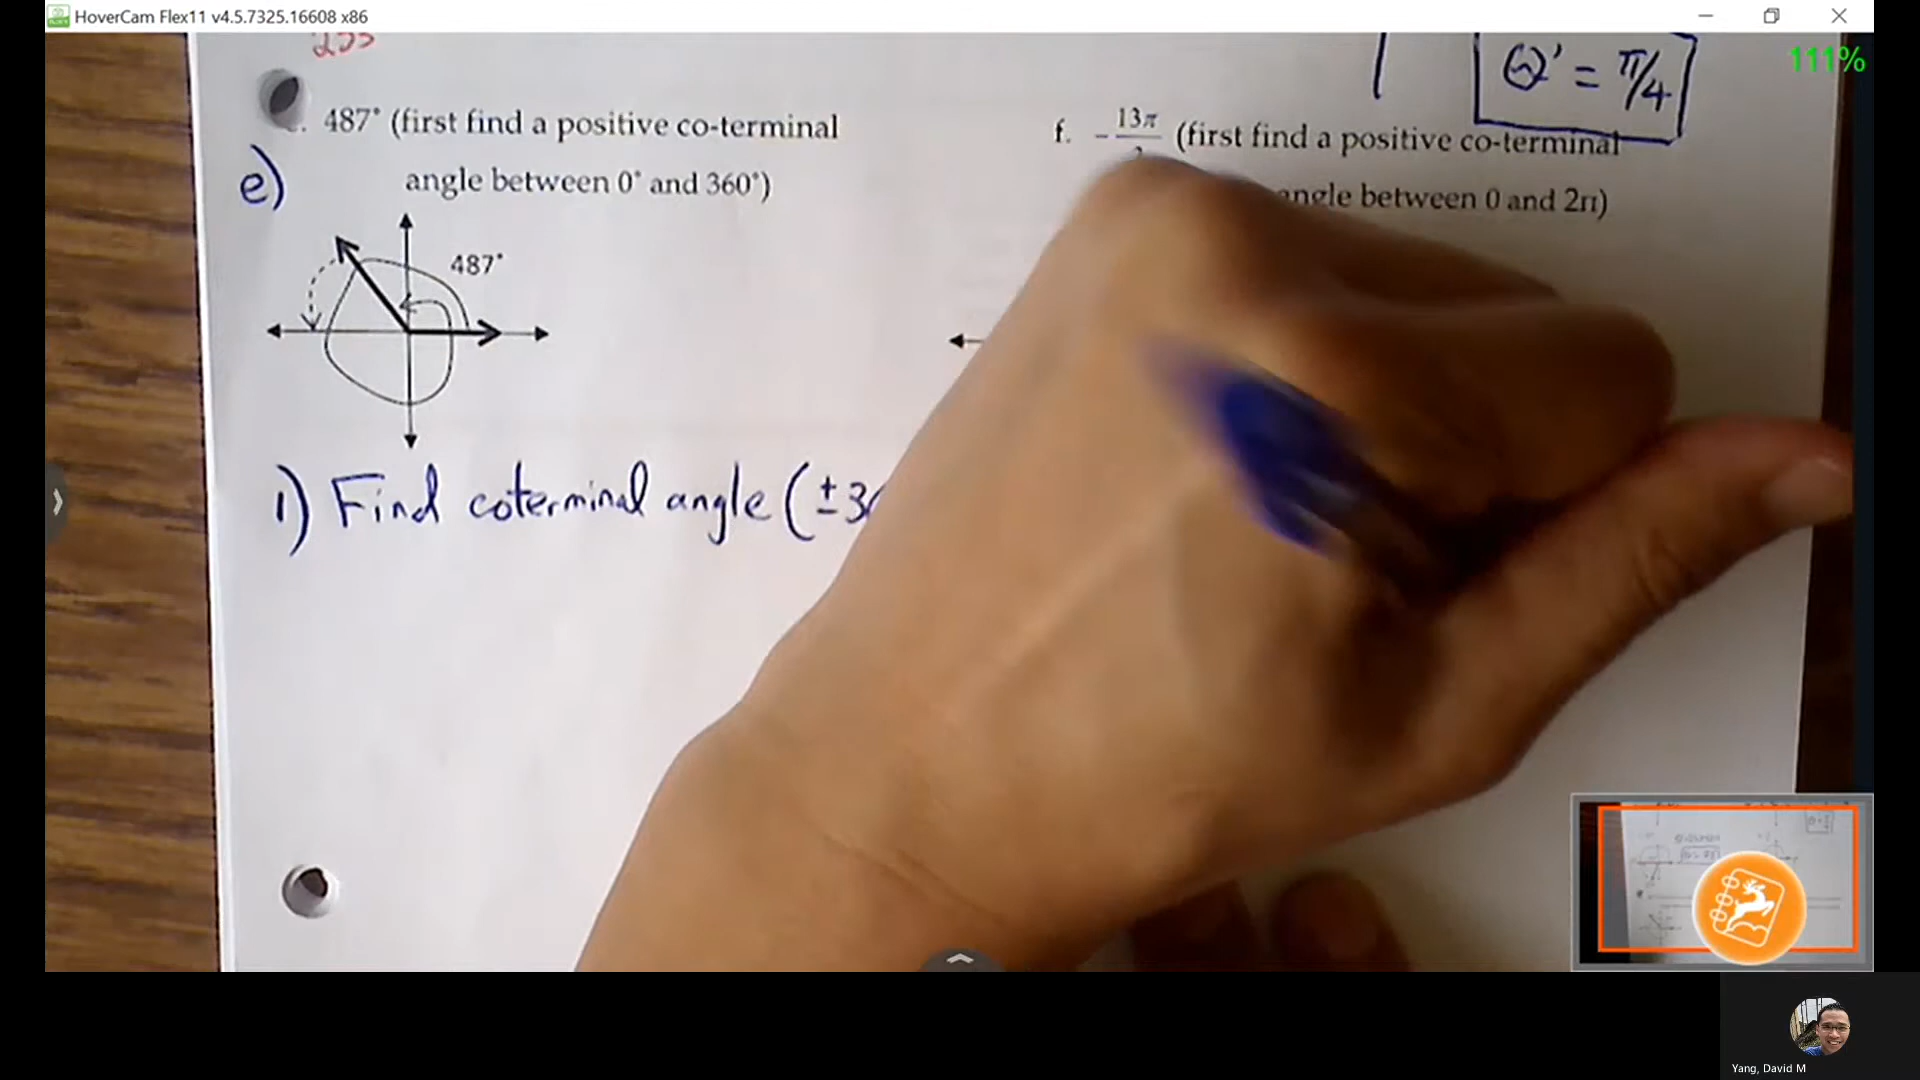 HoverCam Flex11 v4.5.7325.16608 x86
111%
Θ' = π/4
487° (first find a positive co-terminal
angle between 0° and 360°)
e)
487°
1) Find coterminal angle (±3
f. -13π (first find a positive co-terminal
angle between 0 and 2π)
Yang, David M